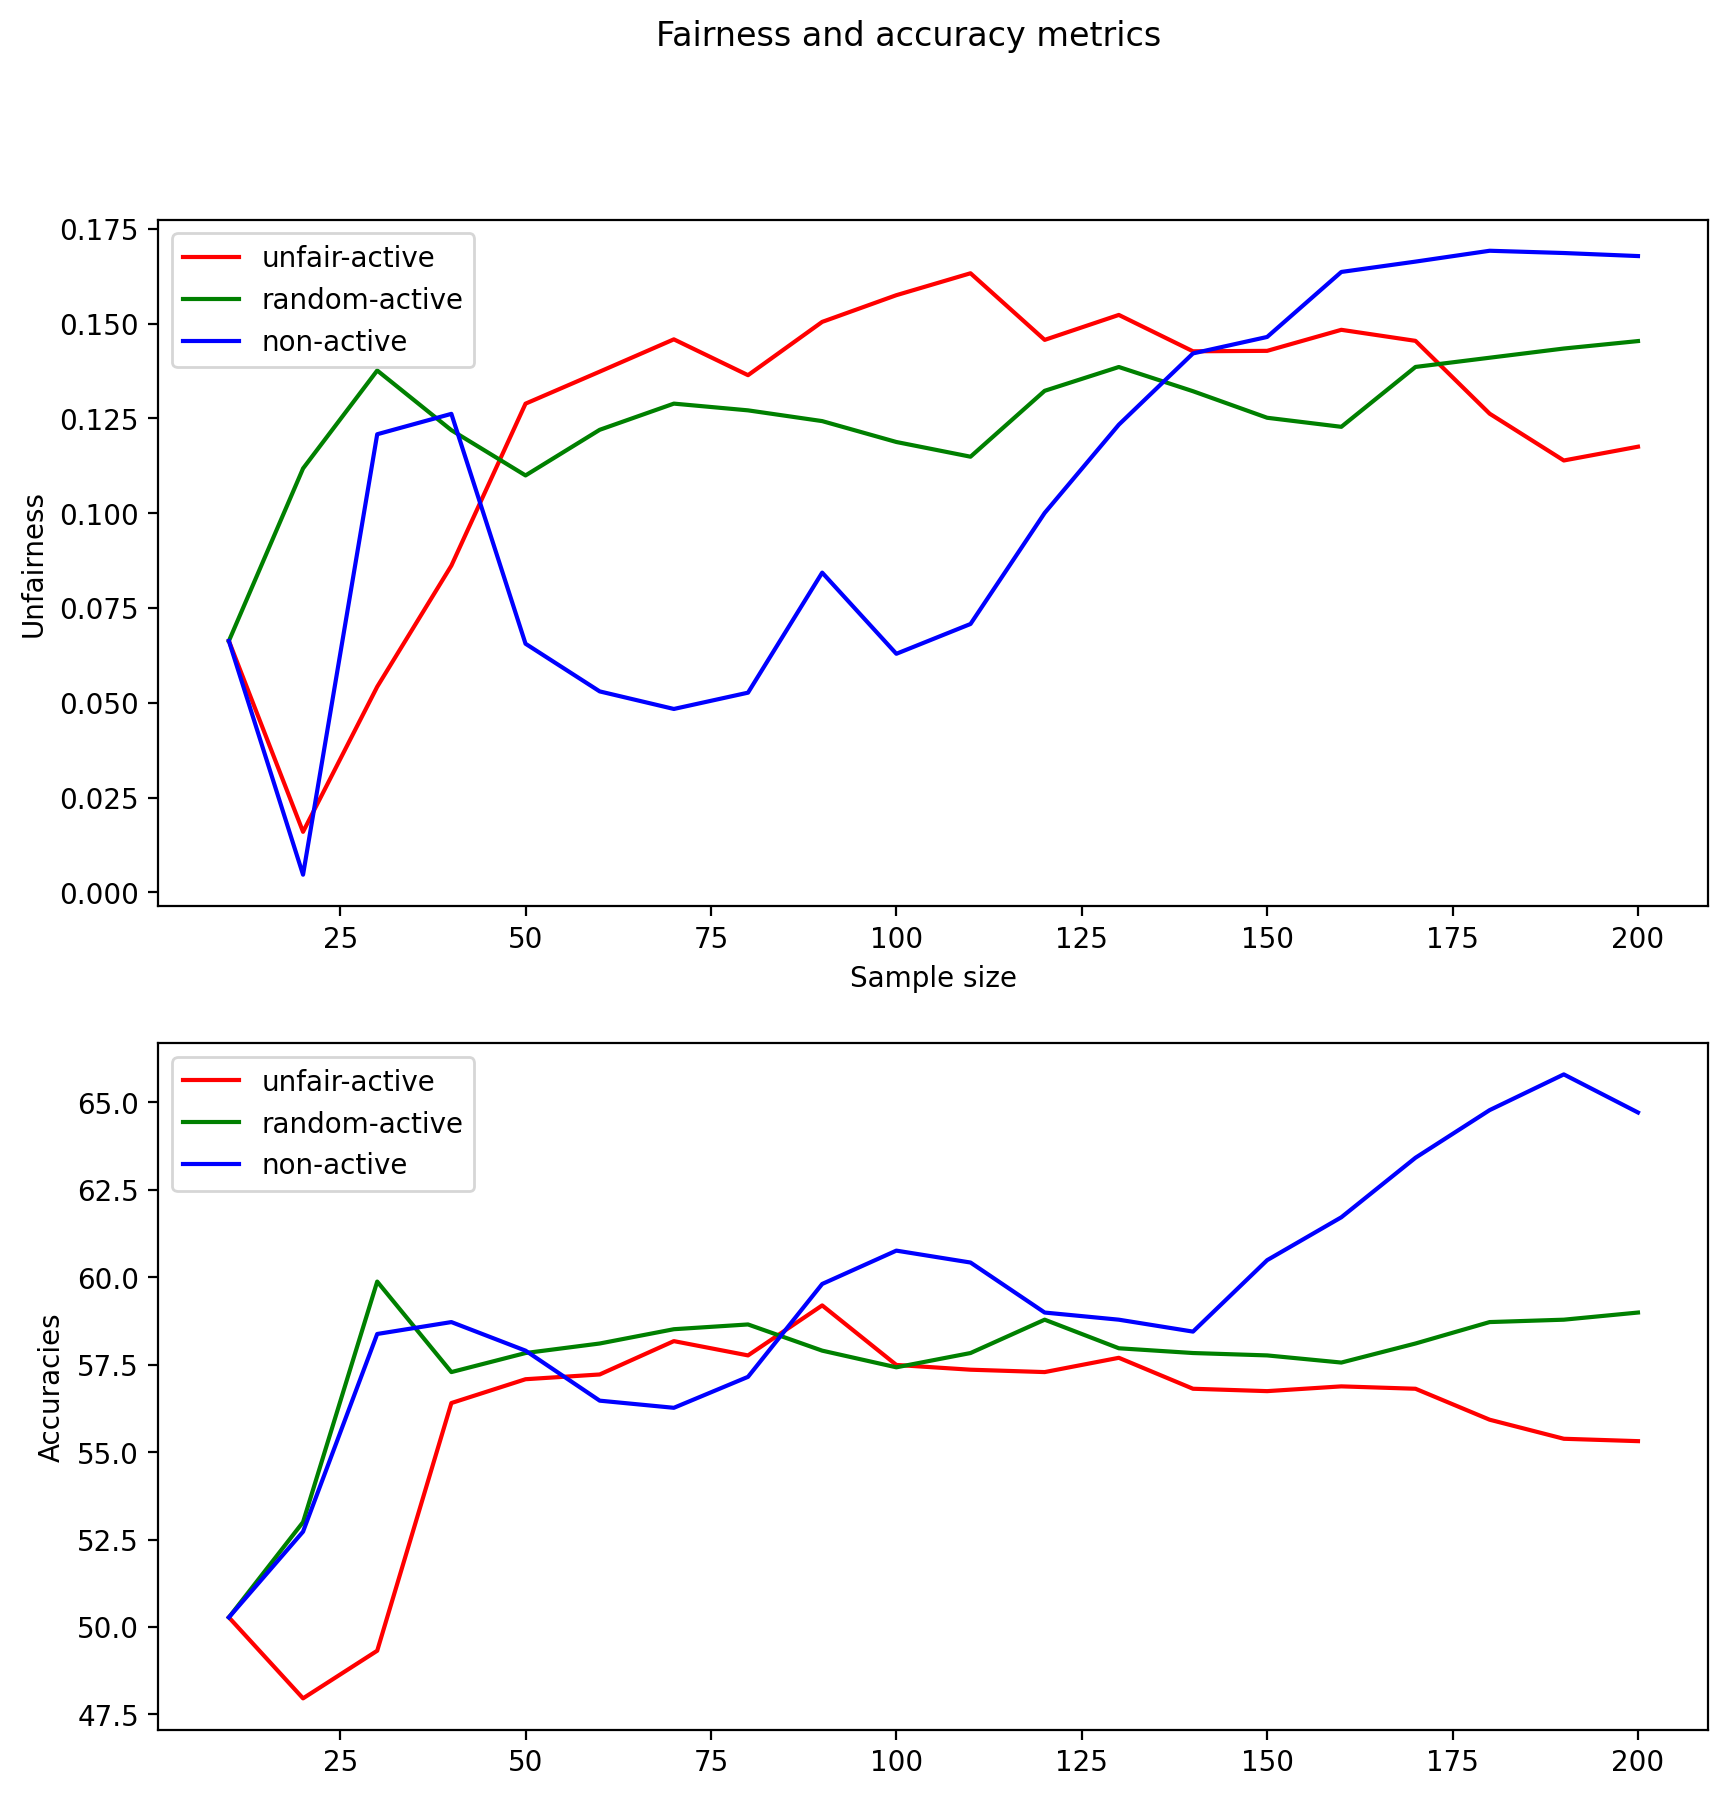 Fairness and accuracy metrics
0.175
0.150
0.125
0.100
0.075
0.050
0.025
0.000
Unfairness
unfair-active
random-active
non-active
25 50 75 100 125 150 175 200
Sample size
65.0
62.5
60.0
57.5
55.0
52.5
50.0
47.5
Accuracies
unfair-active
random-active
non-active
25 50 75 100 125 150 175 200